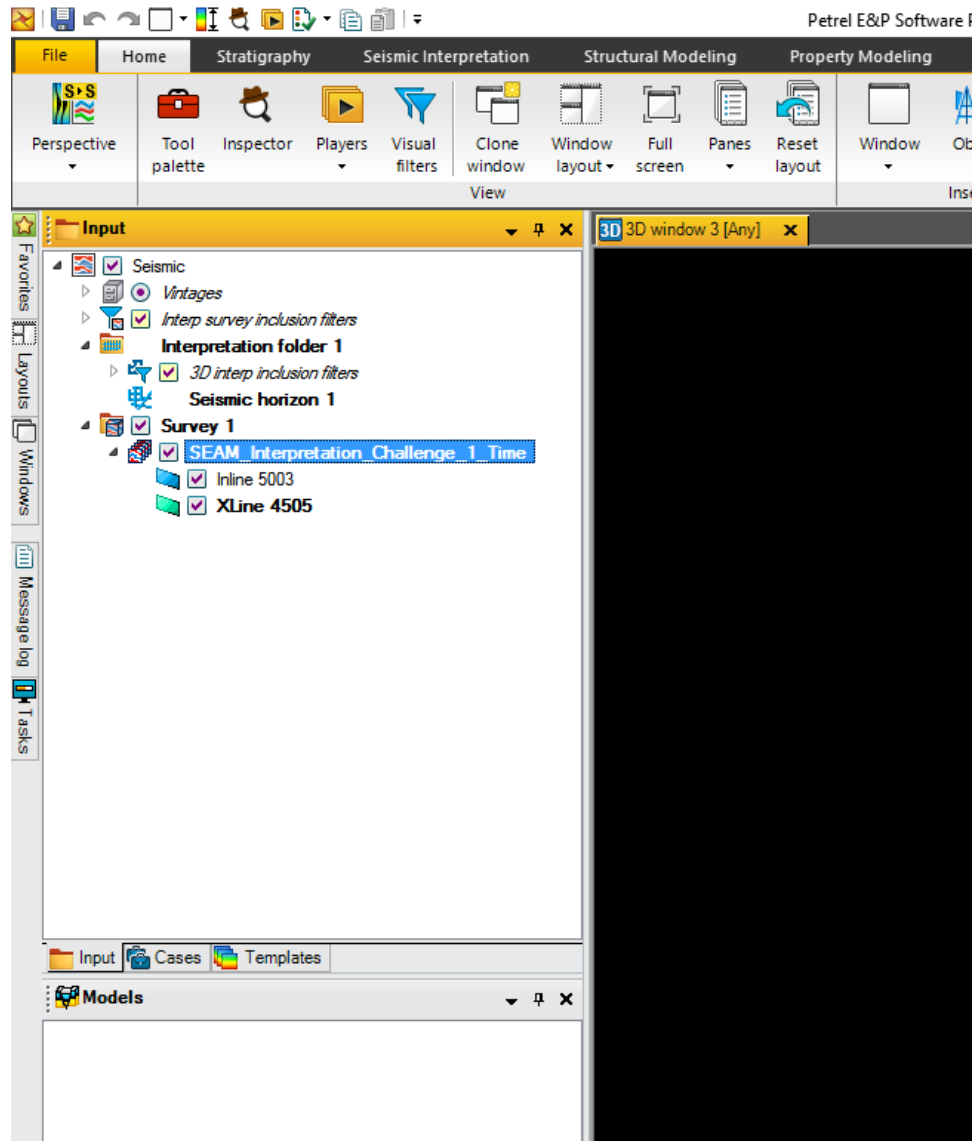 Petrel E&P Software
File Home Stratigraphy Seismic Interpretation Structural Modeling Property Modeling
S S
Perspective Tool palette Inspector Players Visual filters Clone window Window layout Full screen Panes Reset layout Window Ob
View Inse
Favorites
Layouts
Windows
Message log
Tasks
Input
3D 3D window 3 [Any]
Seismic
Vintages
Interp survey inclusion filters
Interpretation folder 1
3D interp inclusion filters
Seismic horizon 1
Survey 1
SEAM_Interpretation_Challenge_1_Time
Inline 5003
XLine 4505
Input Cases Templates
Models